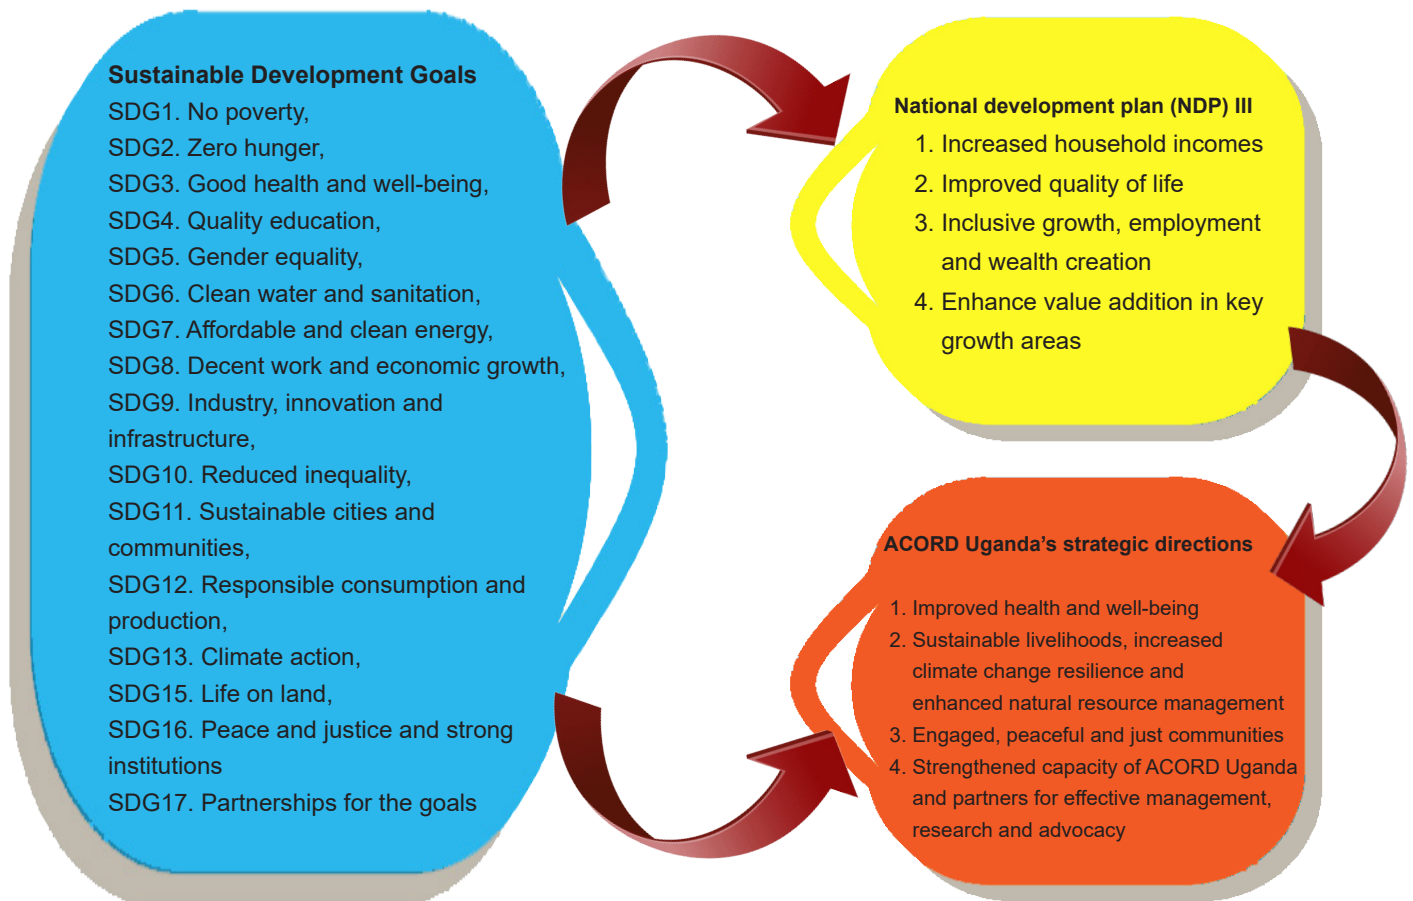 Sustainable Development Goals
SDG1. No poverty,
SDG2. Zero hunger,
SDG3. Good health and well-being,
SDG4. Quality education,
SDG5. Gender equality,
SDG6. Clean water and sanitation,
SDG7. Affordable and clean energy,
SDG8. Decent work and economic growth,
SDG9. Industry, innovation and
infrastructure,
SDG10. Reduced inequality,
SDG11. Sustainable cities and
communities,
SDG12. Responsible consumption and
production,
SDG13. Climate action,
SDG15. Life on land,
SDG16. Peace and justice and strong
institutions
SDG17. Partnerships for the goals
National development plan (NDP) III
1. Increased household incomes
2. Improved quality of life
3. Inclusive growth, employment
and wealth creation
4. Enhance value addition in key
growth areas
ACORD Uganda’s strategic directions
1. Improved health and well-being
2. Sustainable livelihoods, increased
climate change resilience and
enhanced natural resource management
3. Engaged, peaceful and just communities
4. Strengthened capacity of ACORD Uganda
and partners for effective management,
research and advocacy